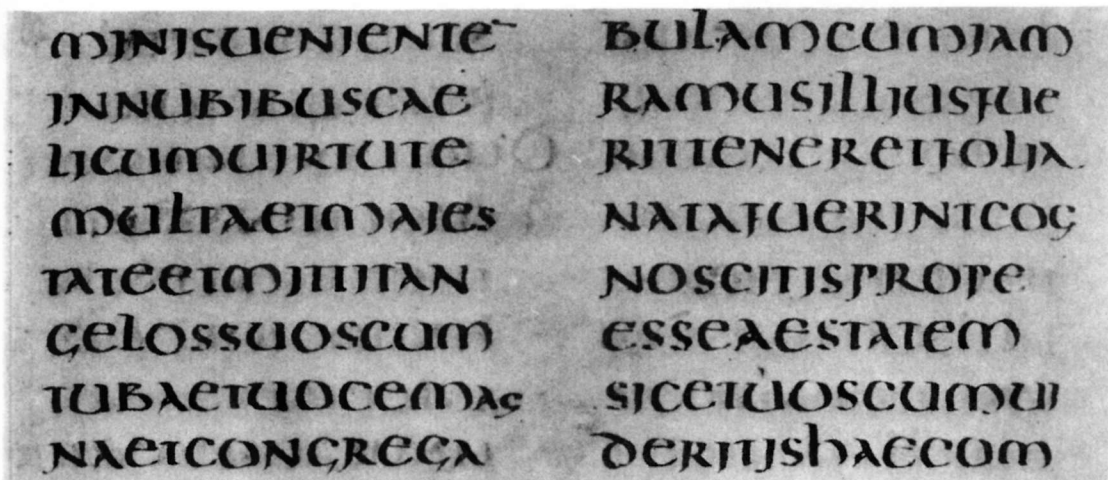 MINISUENIENTE¯
INNUBIBUSCAE
LICUMUIRTUTE
MULTAETMAIES
TATEETMITTITAN
GELOSSUOSCUM
TUBAETUOCEMAG
NAETCONGREGA
BULAMCUMIAM
RAMUSILLIUSFUE
RITTENERETFOLIA
NATAFUERINTCOG
NOSCITISPROPE
ESSEAESTATEM
SICETUOSCUMUI
DERITISHAECOM